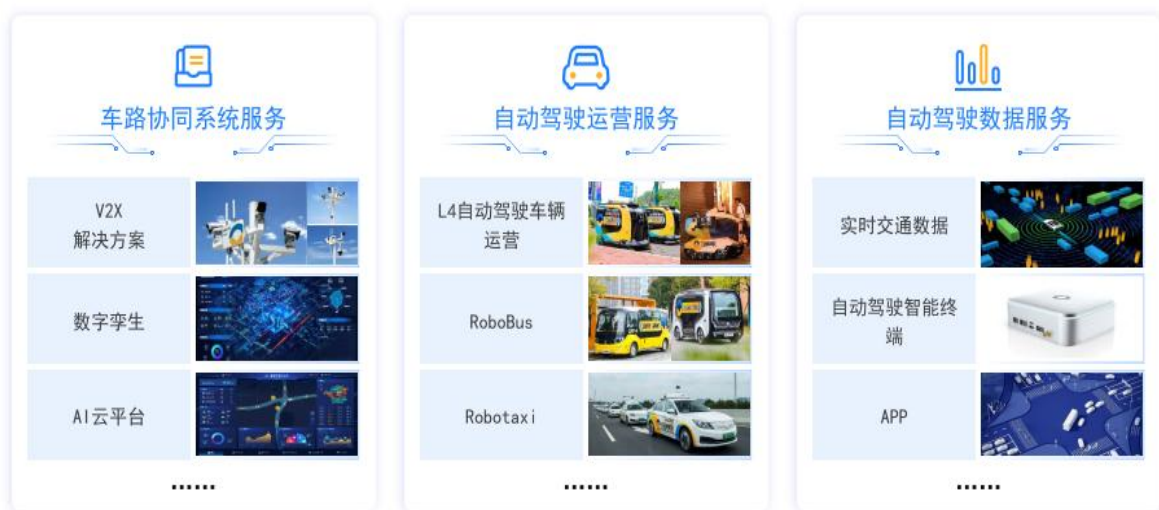 车路协同系统服务
V2X
解决方案
数字孪生
AI云平台
......
自动驾驶运营服务
L4自动驾驶车辆
运营
RoboBus
Robotaxi
......
自动驾驶数据服务
实时交通数据
自动驾驶智能终
端
APP
......